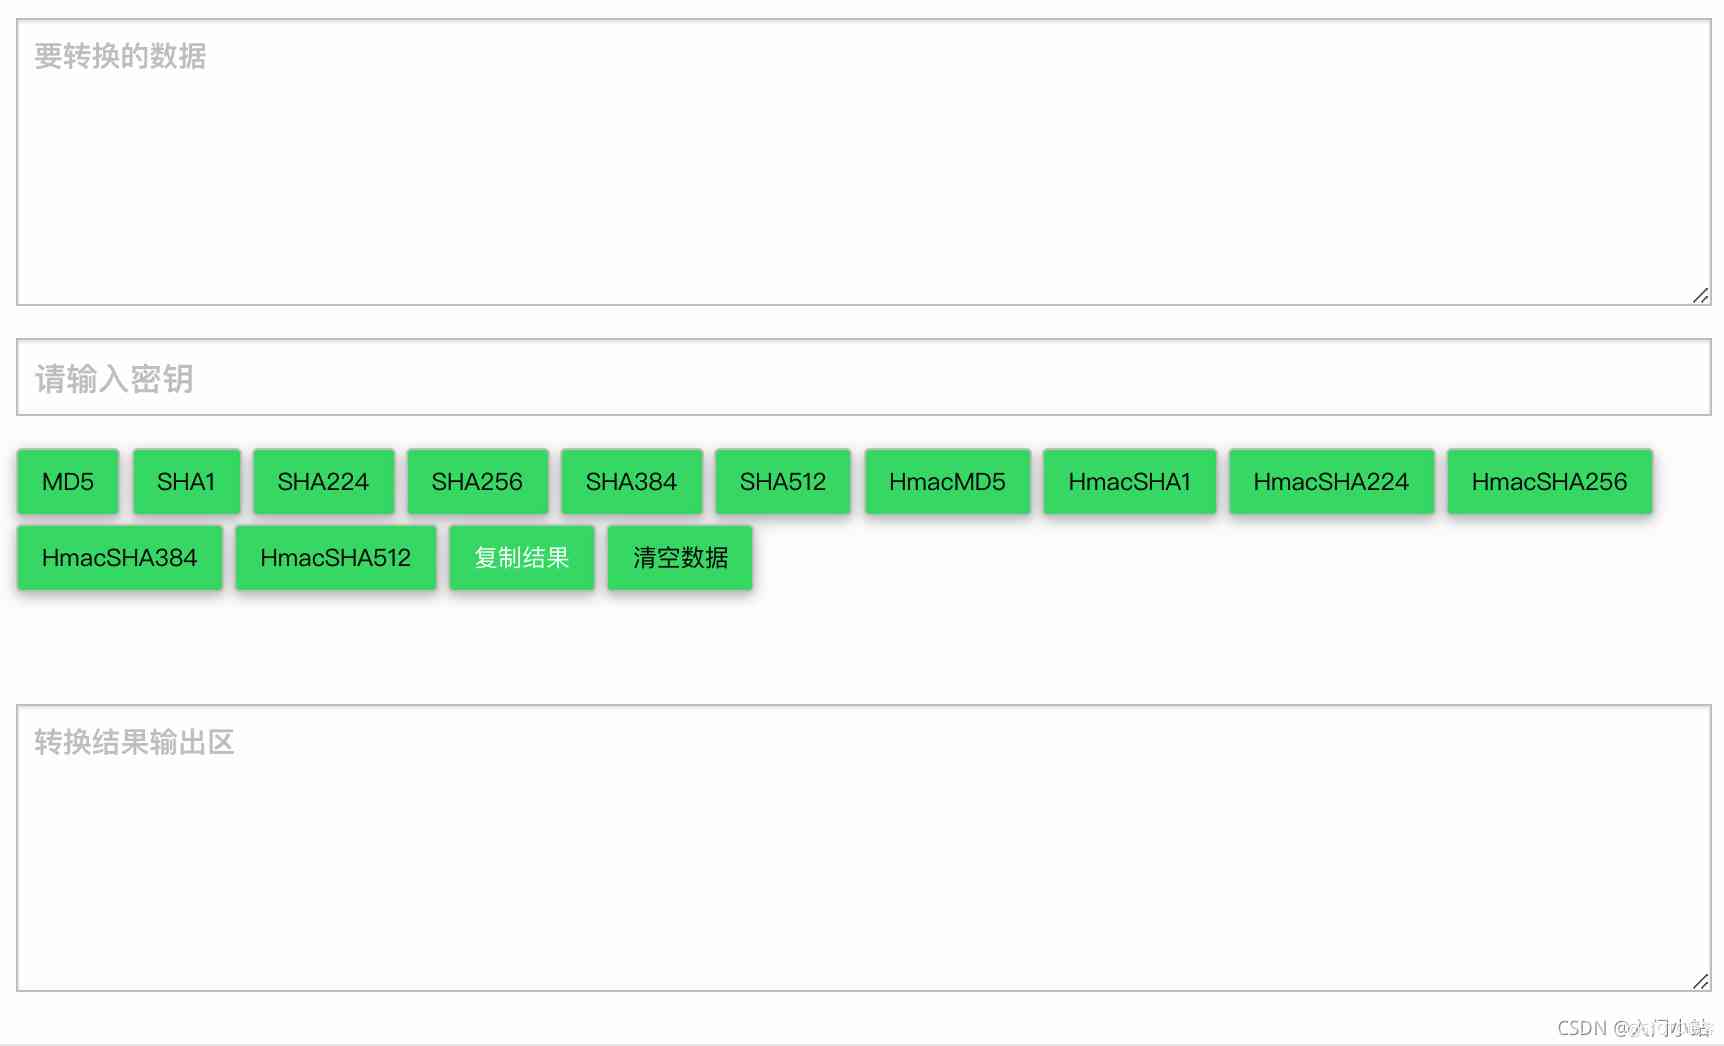 要转换的数据
请输入密钥
MD5 SHA1 SHA224 SHA256 SHA384 SHA512 HmacMD5 HmacSHA1 HmacSHA224 HmacSHA256
HmacSHA384 HmacSHA512 复制结果 清空数据
转换结果输出区
CSDN @入门小站